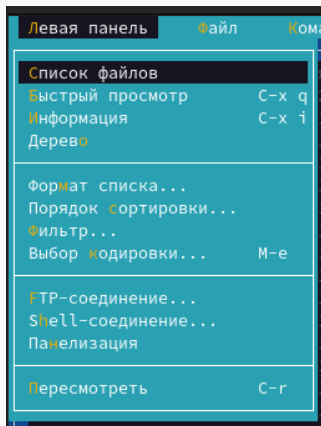 Левая панель Файл Кома
Список файлов
Быстрый просмотр C-x q
Информация C-x i
Дерево
Формат списка...
Порядок сортировки...
Фильтр...
Выбор кодировки... M-e
FTP-соединение...
Shell-соединение...
Панелизация
Пересмотреть C-r